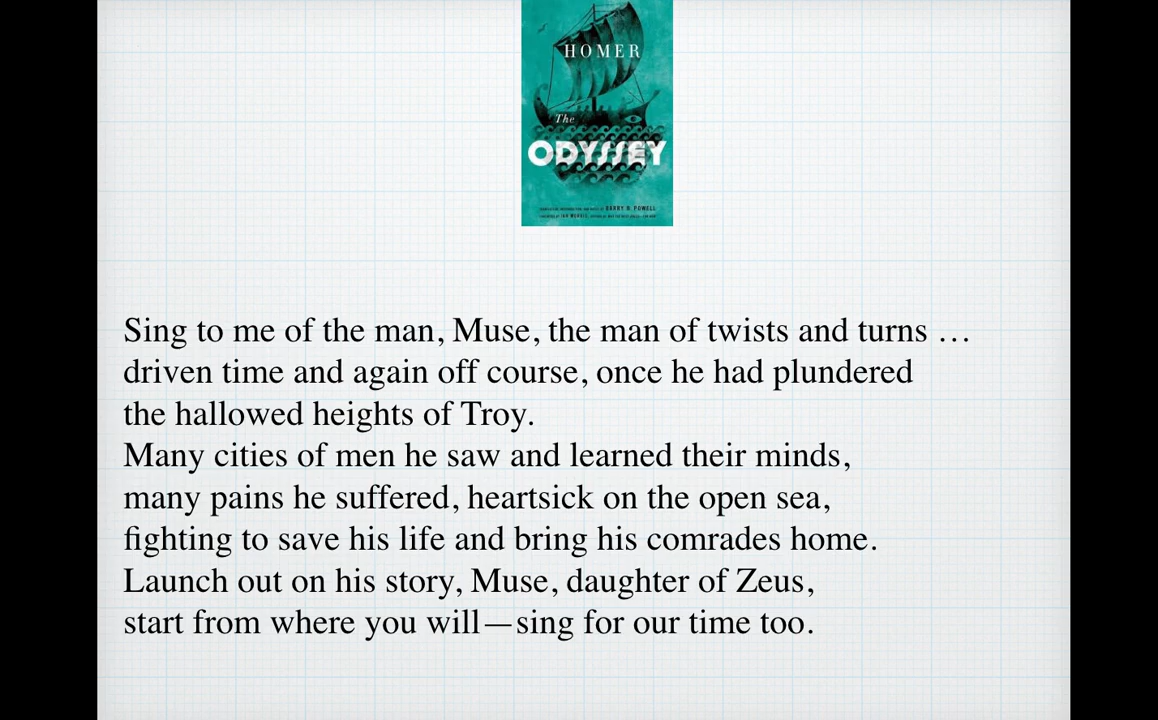 HOMER
The
ODYSSEY
BARRY B. POWELL
Sing to me of the man, Muse, the man of twists and turns …
driven time and again off course, once he had plundered
the hallowed heights of Troy.
Many cities of men he saw and learned their minds,
many pains he suffered, heartsick on the open sea,
fighting to save his life and bring his comrades home.
Launch out on his story, Muse, daughter of Zeus,
start from where you will—sing for our time too.